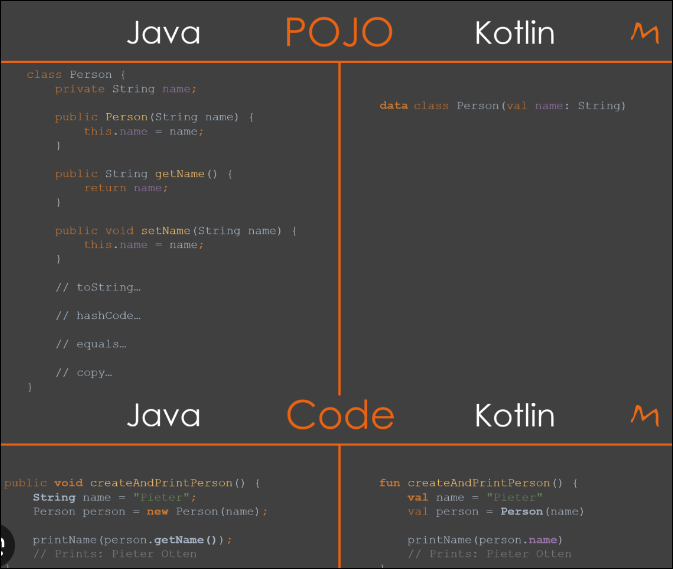 Java POJO Kotlin
class Person {
private String name;
public Person(String name) {
this.name = name;
}
public String getName() {
return name;
}
public void setName(String name) {
this.name = name;
}
// toString…
// hashCode…
// equals…
// copy…
}
data class Person(val name: String)
Java Code Kotlin
public void createAndPrintPerson() {
String name = "Pieter";
Person person = new Person(name);
printName(person.getName());
// Prints: Pieter Otten
fun createAndPrintPerson() {
val name = "Pieter"
val person = Person(name)
printName(person.name)
// Prints: Pieter Otten